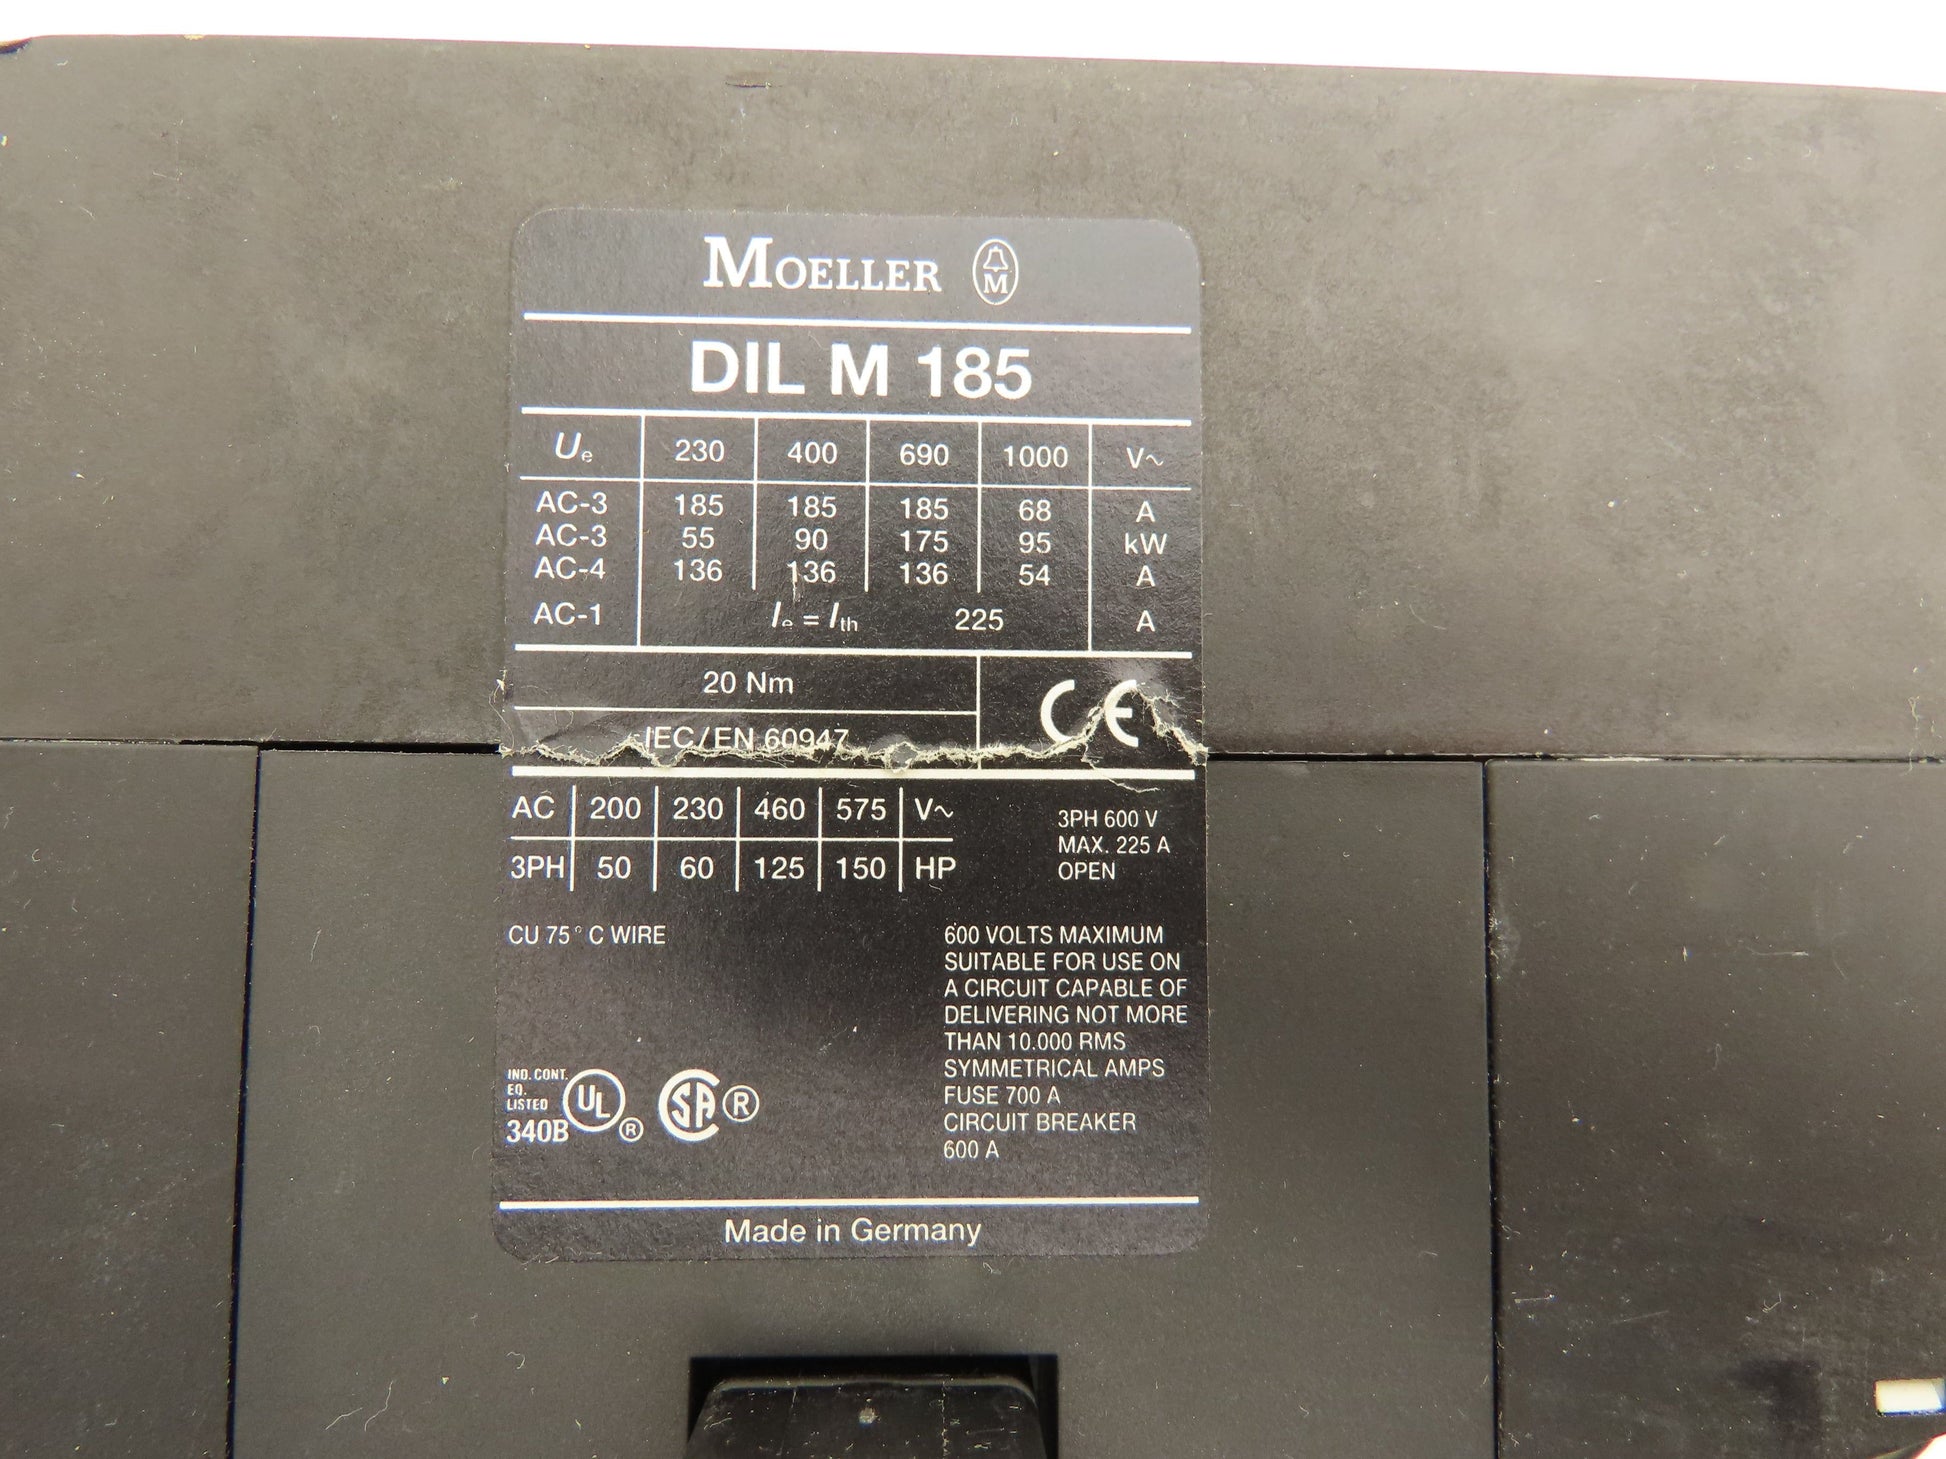 MOELLER M
DIL M 185
Ue 230 400 690 1000 V~
AC-3 185 185 185 68 A
AC-3 55 90 175 95 kW
AC-4 136 136 136 54 A
AC-1 Ie = Ith 225 A
20 Nm
IEC/EN 60947
CE
AC 200 230 460 575 V~
3PH 50 60 125 150 HP
3PH 600 V
MAX. 225 A
OPEN
CU 75° C WIRE
600 VOLTS MAXIMUM
SUITABLE FOR USE ON
A CIRCUIT CAPABLE OF
DELIVERING NOT MORE
THAN 10.000 RMS
SYMMETRICAL AMPS
FUSE 700 A
CIRCUIT BREAKER
600 A
IND. CONT.
EQ.
LISTED
340B
UL ®
SA ®
Made in Germany